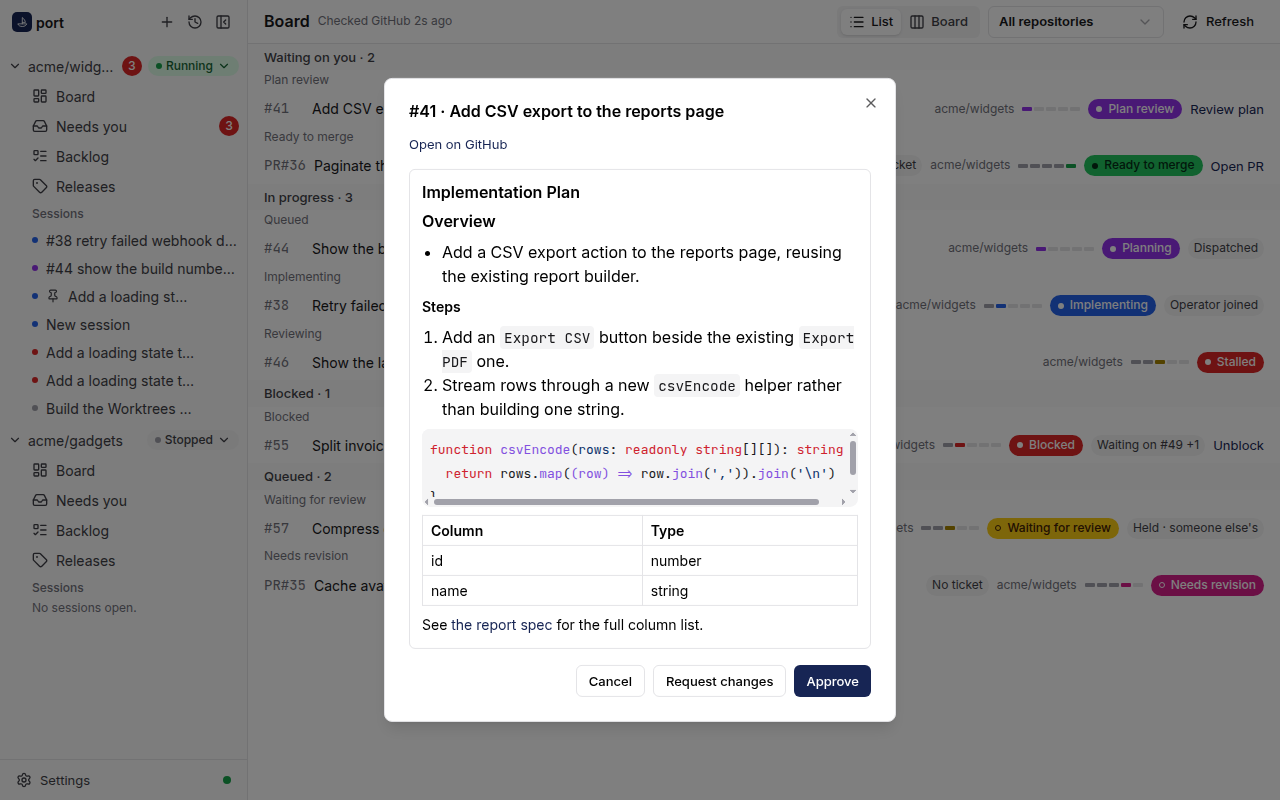 port
Board
Checked GitHub 2s ago
List
Board
All repositories
Refresh
acme/widg...
3
Running
Board
Needs you
3
Backlog
Releases
Sessions
#38 retry failed webhook d...
#44 show the build numbe...
Add a loading st...
New session
Add a loading state t...
Add a loading state t...
Build the Worktrees ...
acme/gadgets
Stopped
Board
Needs you
Backlog
Releases
Sessions
No sessions open.
Settings
Waiting on you · 2
Plan review
#41 Add CSV e
acme/widgets Plan review Review plan
Ready to merge
PR#36 Paginate th
cket acme/widgets Ready to merge Open PR
In progress · 3
Queued
#44 Show the b
acme/widgets Planning Dispatched
Implementing
#38 Retry failed
acme/widgets Implementing Operator joined
Reviewing
#46 Show the la
acme/widgets Stalled
Blocked · 1
Blocked
#55 Split invoic
widgets Blocked Waiting on #49 +1 Unblock
Queued · 2
Waiting for review
#57 Compress
ets Waiting for review Held · someone else's
Needs revision
PR#35 Cache ava
No ticket acme/widgets Needs revision
#41 · Add CSV export to the reports page
Open on GitHub
Implementation Plan
Overview
• Add a CSV export action to the reports page, reusing
the existing report builder.
Steps
1. Add an Export CSV button beside the existing Export
PDF one.
2. Stream rows through a new csvEncode helper rather
than building one string.
function csvEncode(rows: readonly string[][]): string
return rows.map((row) => row.join(',')).join('\n')
}
Column Type
id number
name string
See the report spec for the full column list.
Cancel
Request changes
Approve